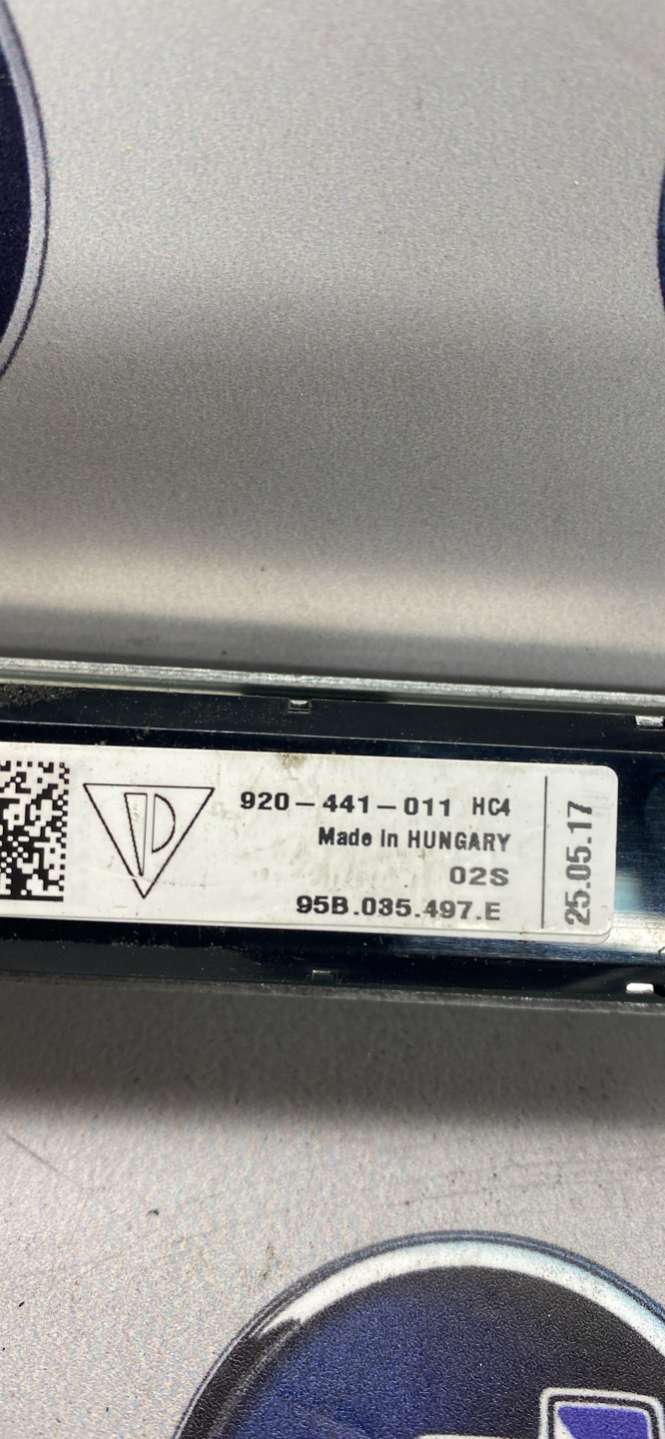 920-441-011 HC4
Made in HUNGARY
02S
95B.035.497.E
25.05.17